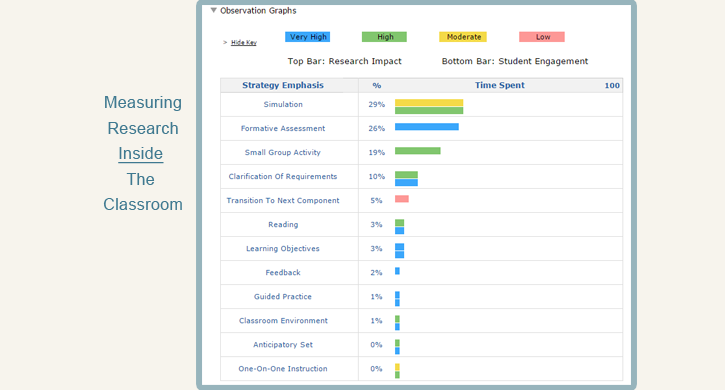 Measuring
Research
Inside
The
Classroom
Observation Graphs
> Hide Key
Very High High Moderate Low
Top Bar: Research Impact Bottom Bar: Student Engagement
Strategy Emphasis % Time Spent 100
Simulation 29%
Formative Assessment 26%
Small Group Activity 19%
Clarification Of Requirements 10%
Transition To Next Component 5%
Reading 3%
Learning Objectives 3%
Feedback 2%
Guided Practice 1%
Classroom Environment 1%
Anticipatory Set 0%
One-On-One Instruction 0%